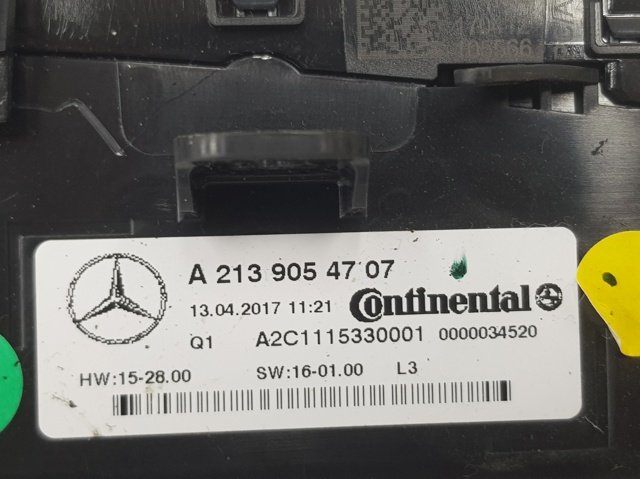 A 213 905 47 07
13.04.2017 11:21 Continental
Q1 A2C1115330001 0000034520
HW:15-28.00 SW:16-01.00 L3